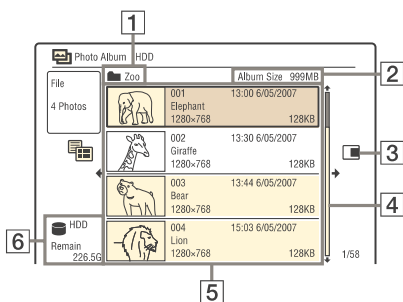 1
Photo Album HDD
2
Zoo
Album Size 999MB
File
4 Photos
001 13:00 6/05/2007
Elephant
1280×768 128KB
002 13:30 6/05/2007
Giraffe
1280×768 128KB
3
003 13:44 6/05/2007
Bear
1280×768 128KB
4
6
HDD
Remain
226.5G
004 15:03 6/05/2007
Lion
1280×768 128KB
1/58
5